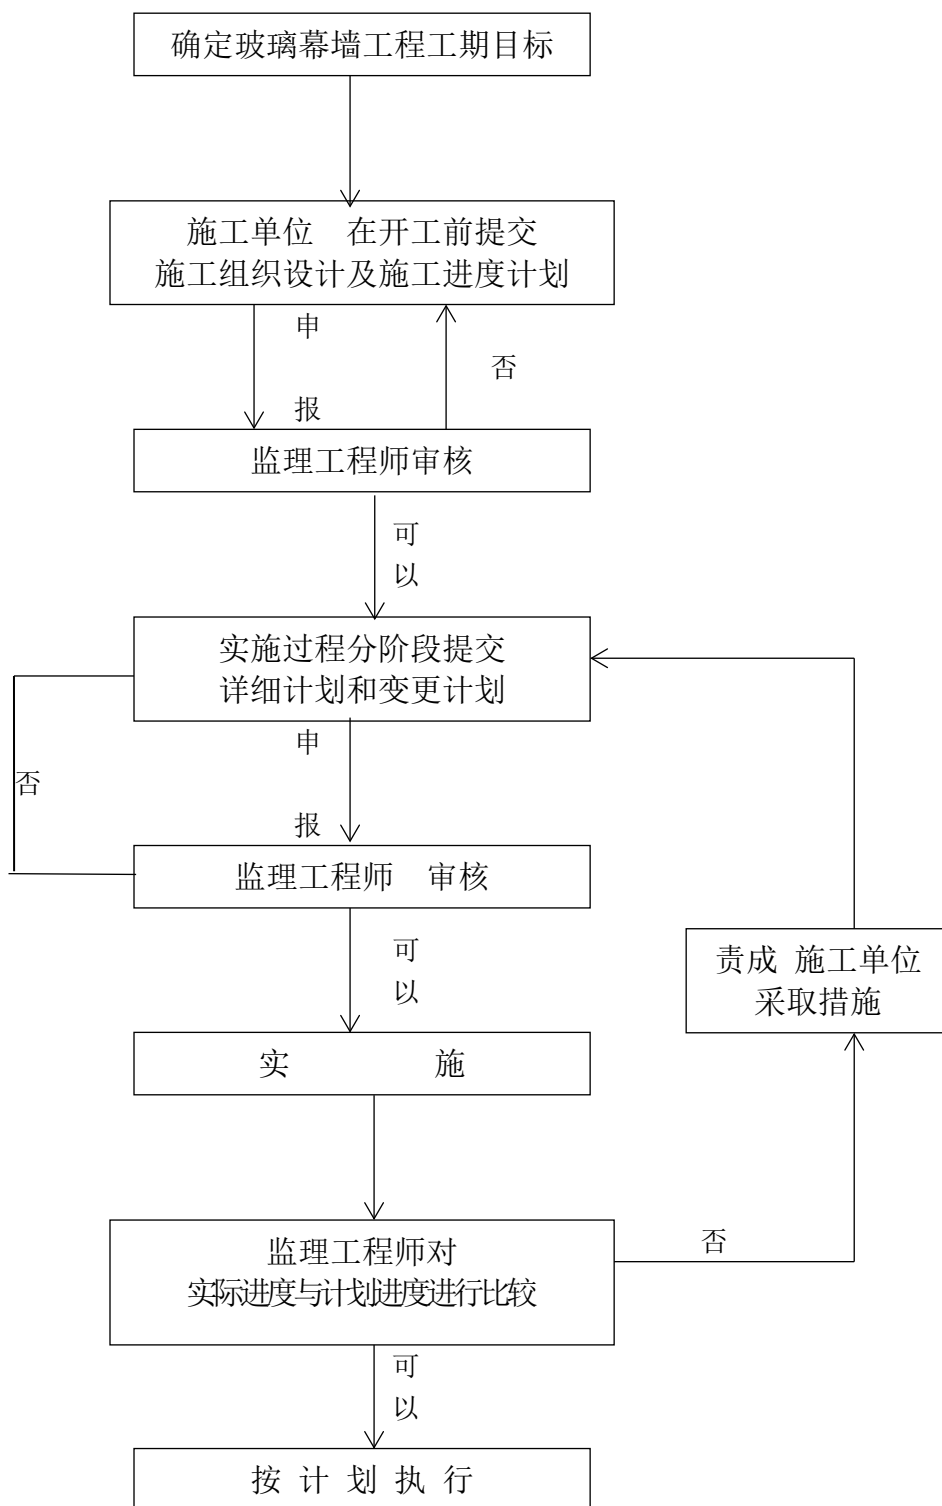 确定玻璃幕墙工程工期目标
施工单位 在开工前提交
施工组织设计及施工进度计划
申
否
报
监理工程师审核
可
以
实施过程分阶段提交
详细计划和变更计划
申
否
报
监理工程师 审核
可
以
责成 施工单位
采取措施
实 施
否
监理工程师对
实际进度与计划进度进行比较
可
以
按 计 划 执 行